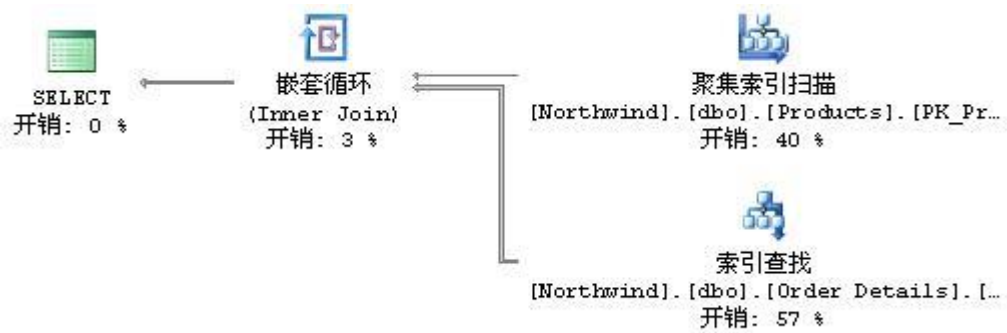 SELECT
开销: 0 %
嵌套循环
(Inner Join)
开销: 3 %
聚集索引扫描
[Northwind].[dbo].[Products].[PK_Pr…
开销: 40 %
索引查找
[Northwind].[dbo].[Order Details].[…
开销: 57 %